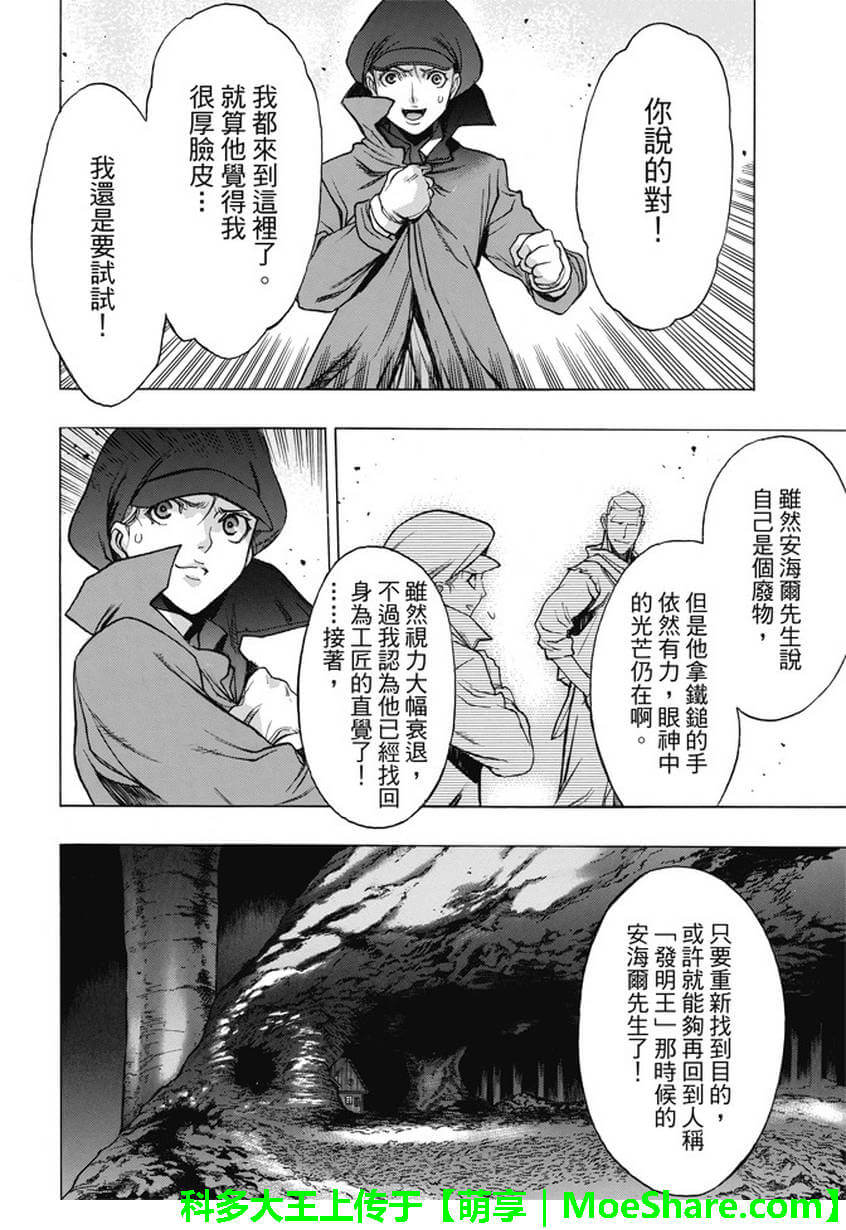 你說的對！
我都來到這裡了。
就算他覺得我
很厚臉皮…
我還是要試試！
雖然安海爾先生說
自己是個廢物，
但是他拿鐵鎚的手
依然有力，眼神中
的光芒仍在啊。
雖然視力大幅衰退，
不過我認為他已經找回
身為工匠的直覺了！
……接著，
只要重新找到目的，
或許就能夠再回到人稱
「發明王」那時候的
安海爾先生了！
科多大王上传于【萌享｜MoeShare.com】